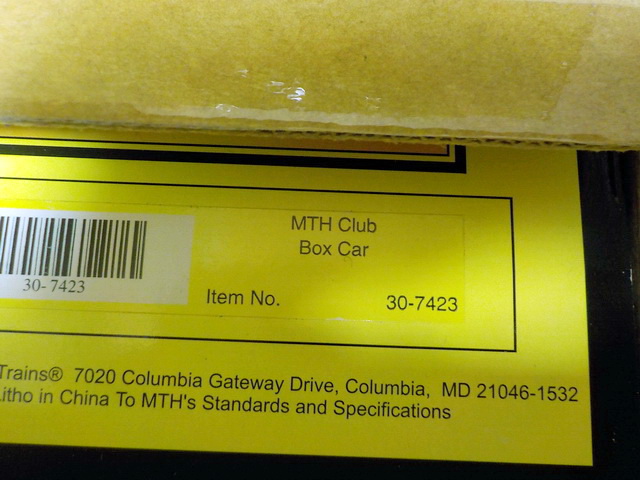 MTH Club
Box Car
30-7423
Item No. 30-7423
Trains® 7020 Columbia Gateway Drive, Columbia, MD 21046-1532
Litho in China To MTH's Standards and Specifications